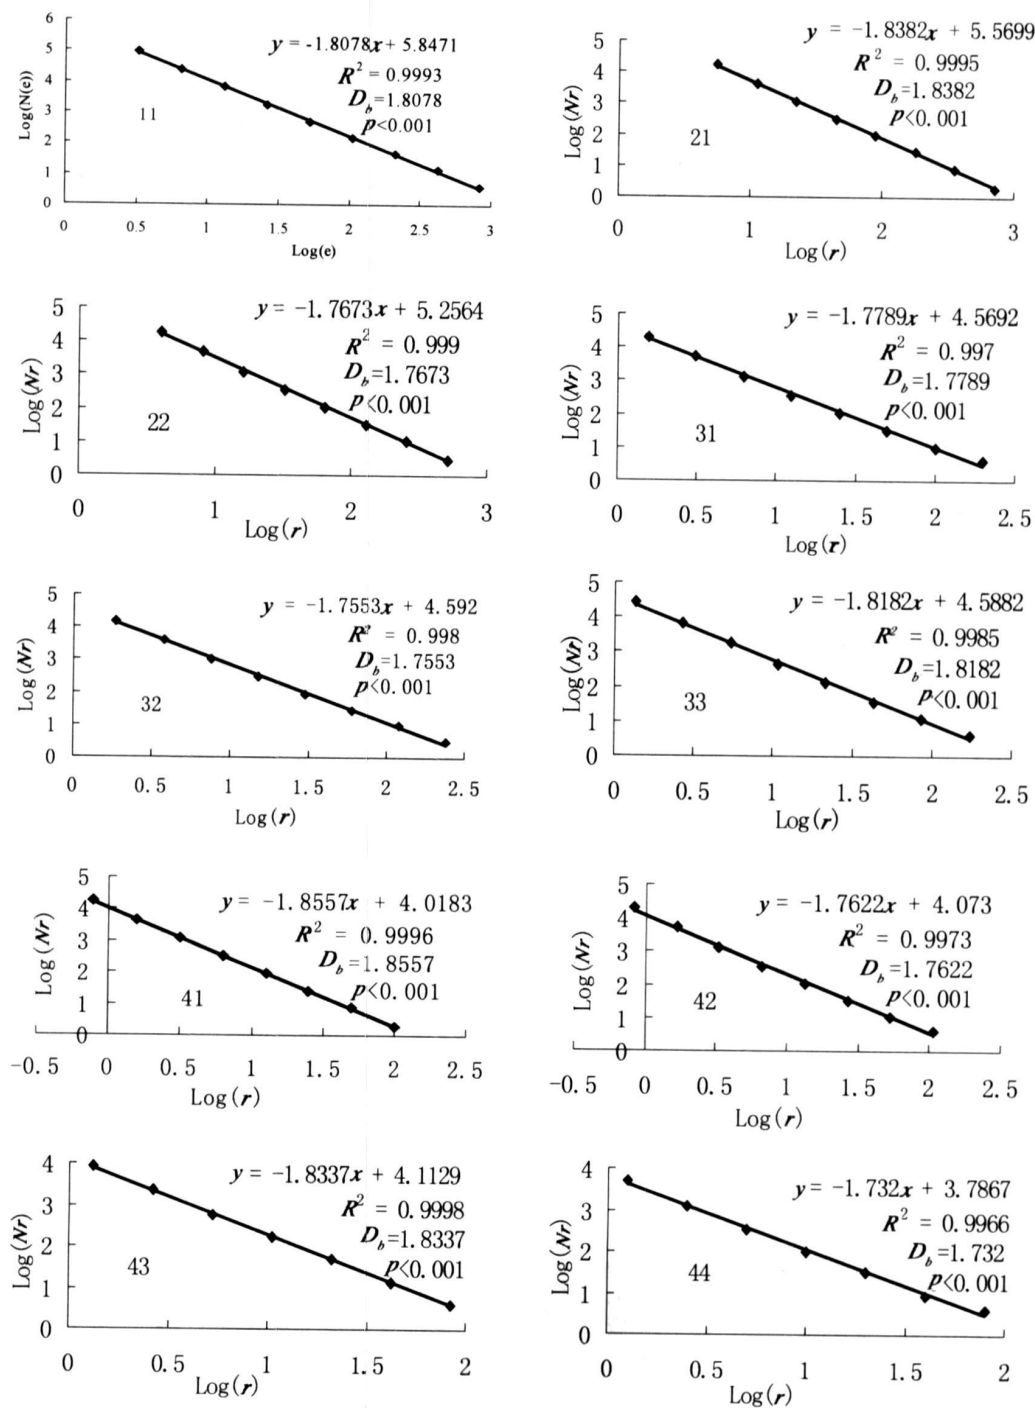 6
5
4
3
2
1
0
Log(N(e))
y = -1.8078x + 5.8471
R² = 0.9993
D_b=1.8078
p<0.001
11
0 0.5 1 1.5 2 2.5 3
Log(e)
5
4
3
2
1
0
Log(Nr)
y = -1.8382x + 5.5699
R² = 0.9995
D_b=1.8382
p<0.001
21
0 1 2 3
Log(r)
5
4
3
2
1
0
Log(Nr)
y = -1.7673x + 5.2564
R² = 0.999
D_b=1.7673
p<0.001
22
0 1 2 3
Log(r)
5
4
3
2
1
0
Log(Nr)
y = -1.7789x + 4.5692
R² = 0.997
D_b=1.7789
p<0.001
31
0 0.5 1 1.5 2 2.5
Log(r)
5
4
3
2
1
0
Log(Nr)
y = -1.7553x + 4.592
R² = 0.998
D_b=1.7553
p<0.001
32
0 0.5 1 1.5 2 2.5
Log(r)
5
4
3
2
1
0
Log(Nr)
y = -1.8182x + 4.5882
R² = 0.9985
D_b=1.8182
p<0.001
33
0 0.5 1 1.5 2 2.5
Log(r)
5
4
3
2
1
0
Log(Nr)
y = -1.8557x + 4.0183
R² = 0.9996
D_b=1.8557
p<0.001
41
-0.5 0 0.5 1 1.5 2 2.5
Log(r)
5
4
3
2
1
0
Log(Nr)
y = -1.7622x + 4.073
R² = 0.9973
D_b=1.7622
p<0.001
42
-0.5 0 0.5 1 1.5 2 2.5
Log(r)
4
3
2
1
0
Log(Nr)
y = -1.8337x + 4.1129
R² = 0.9998
D_b=1.8337
p<0.001
43
0 0.5 1 1.5 2
Log(r)
4
3
2
1
0
Log(Nr)
y = -1.732x + 3.7867
R² = 0.9966
D_b=1.732
p<0.001
44
0 0.5 1 1.5 2
Log(r)